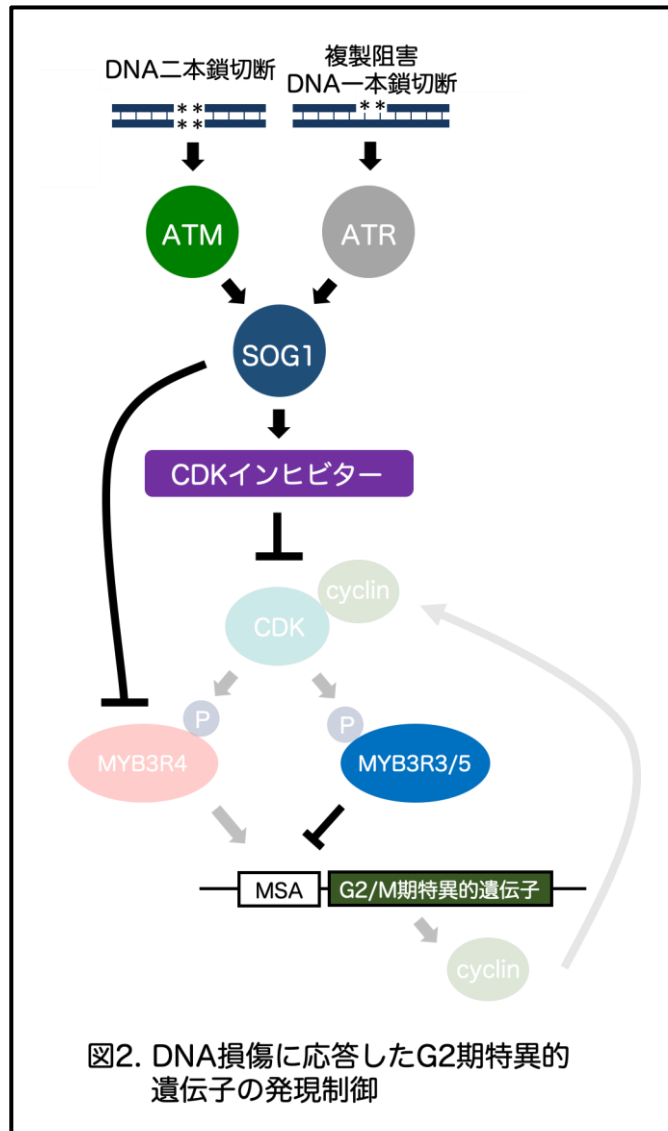 DNA二本鎖切断
複製阻害
DNA一本鎖切断
* *
* *
* *
ATM
ATR
SOG1
CDKインヒビター
cyclin
CDK
P
P
MYB3R4
MYB3R3/5
MSA
G2/M期特異的遺伝子
cyclin
図2. DNA損傷に応答したG2期特異的
遺伝子の発現制御